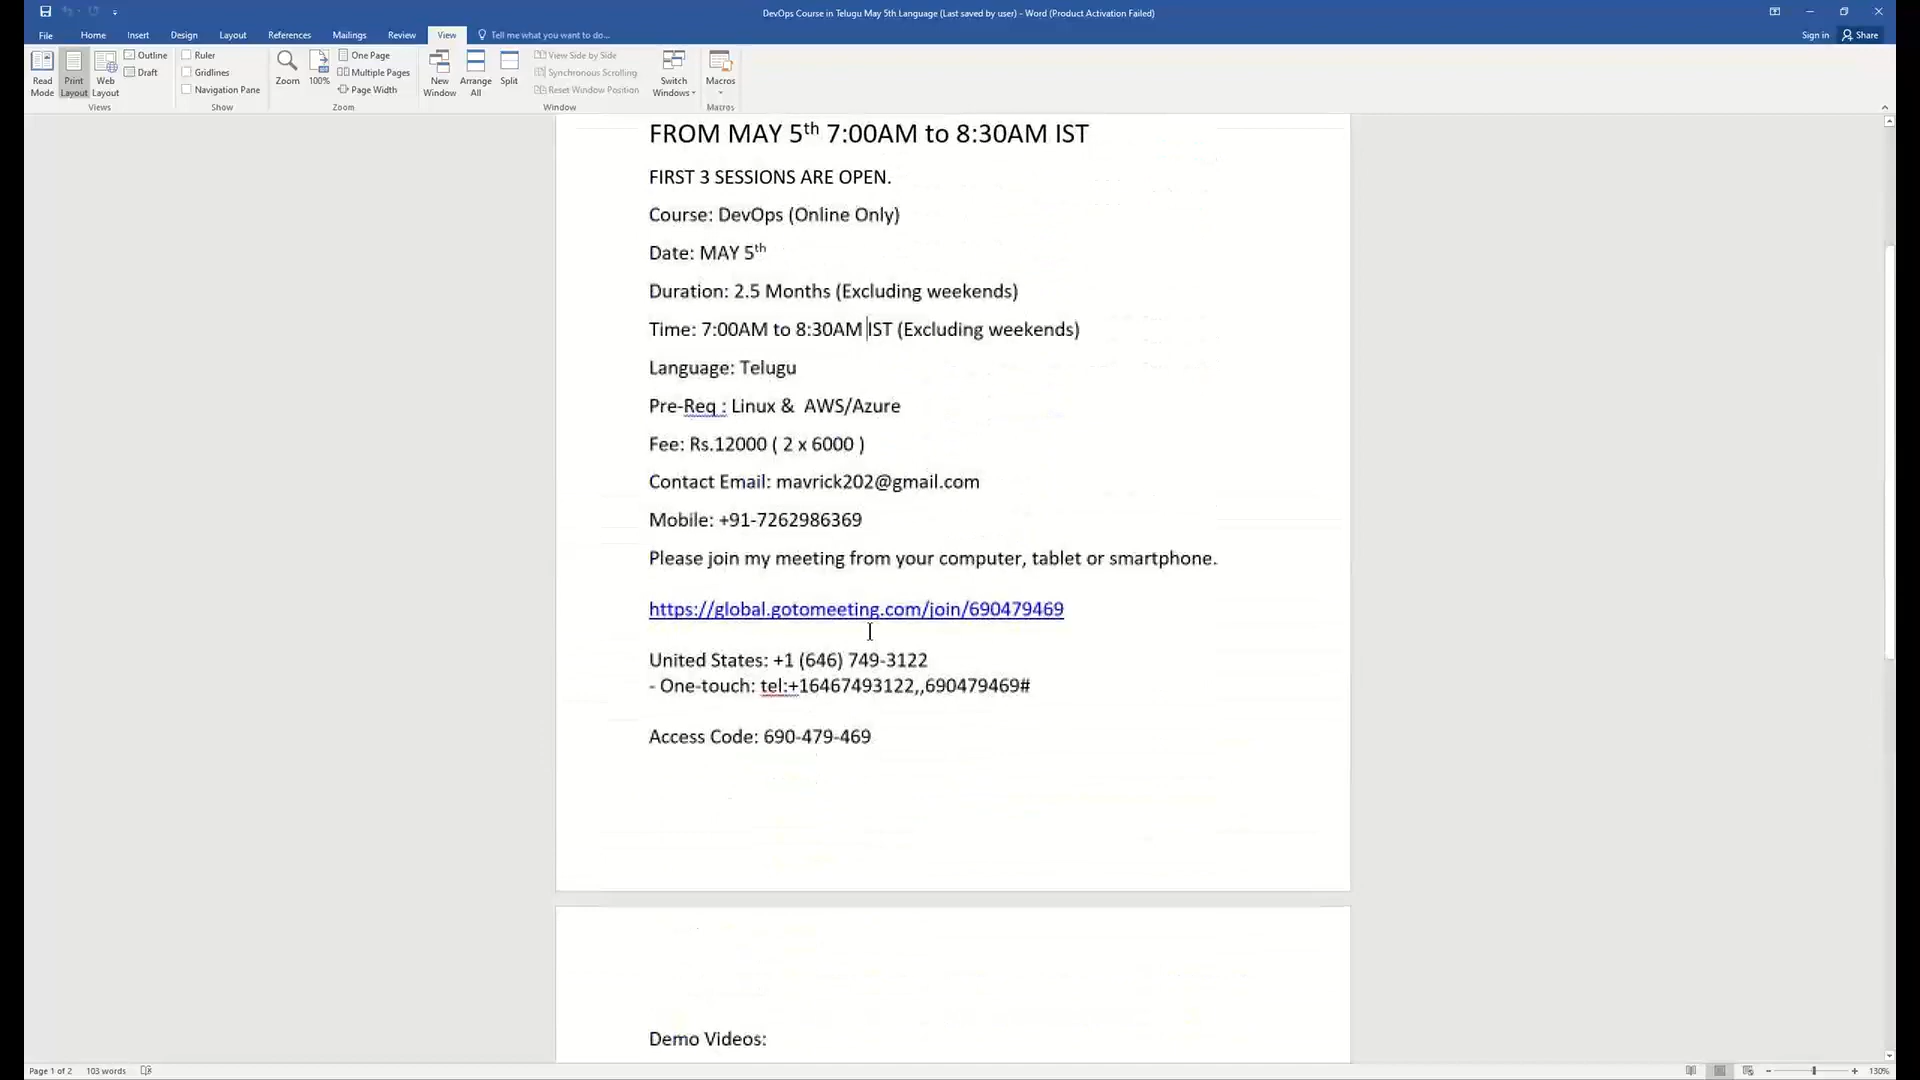 DevOps Course in Telugu May 5th Language (Last saved by user) - Word (Product Activation Failed)
File Home Insert Design Layout References Mailings Review View Tell me what you want to do... Sign in Share
Read Mode
Print Layout
Web Layout
Outline
Draft
Views
Ruler
Gridlines
Navigation Pane
Show
Zoom
100%
One Page
Multiple Pages
Page Width
Zoom
New Window
Arrange All
Split
View Side by Side
Synchronous Scrolling
Reset Window Position
Window
Switch Windows
Macros
Macros
FROM MAY 5th 7:00AM to 8:30AM IST
FIRST 3 SESSIONS ARE OPEN.
Course: DevOps (Online Only)
Date: MAY 5th
Duration: 2.5 Months (Excluding weekends)
Time: 7:00AM to 8:30AM IST (Excluding weekends)
Language: Telugu
Pre-Req : Linux & AWS/Azure
Fee: Rs.12000 ( 2 x 6000 )
Contact Email: mavrick202@gmail.com
Mobile: +91-7262986369
Please join my meeting from your computer, tablet or smartphone.
https://global.gotomeeting.com/join/690479469
United States: +1 (646) 749-3122
- One-touch: tel:+16467493122,,690479469#
Access Code: 690-479-469
Demo Videos:
Page 1 of 2 103 words 130%